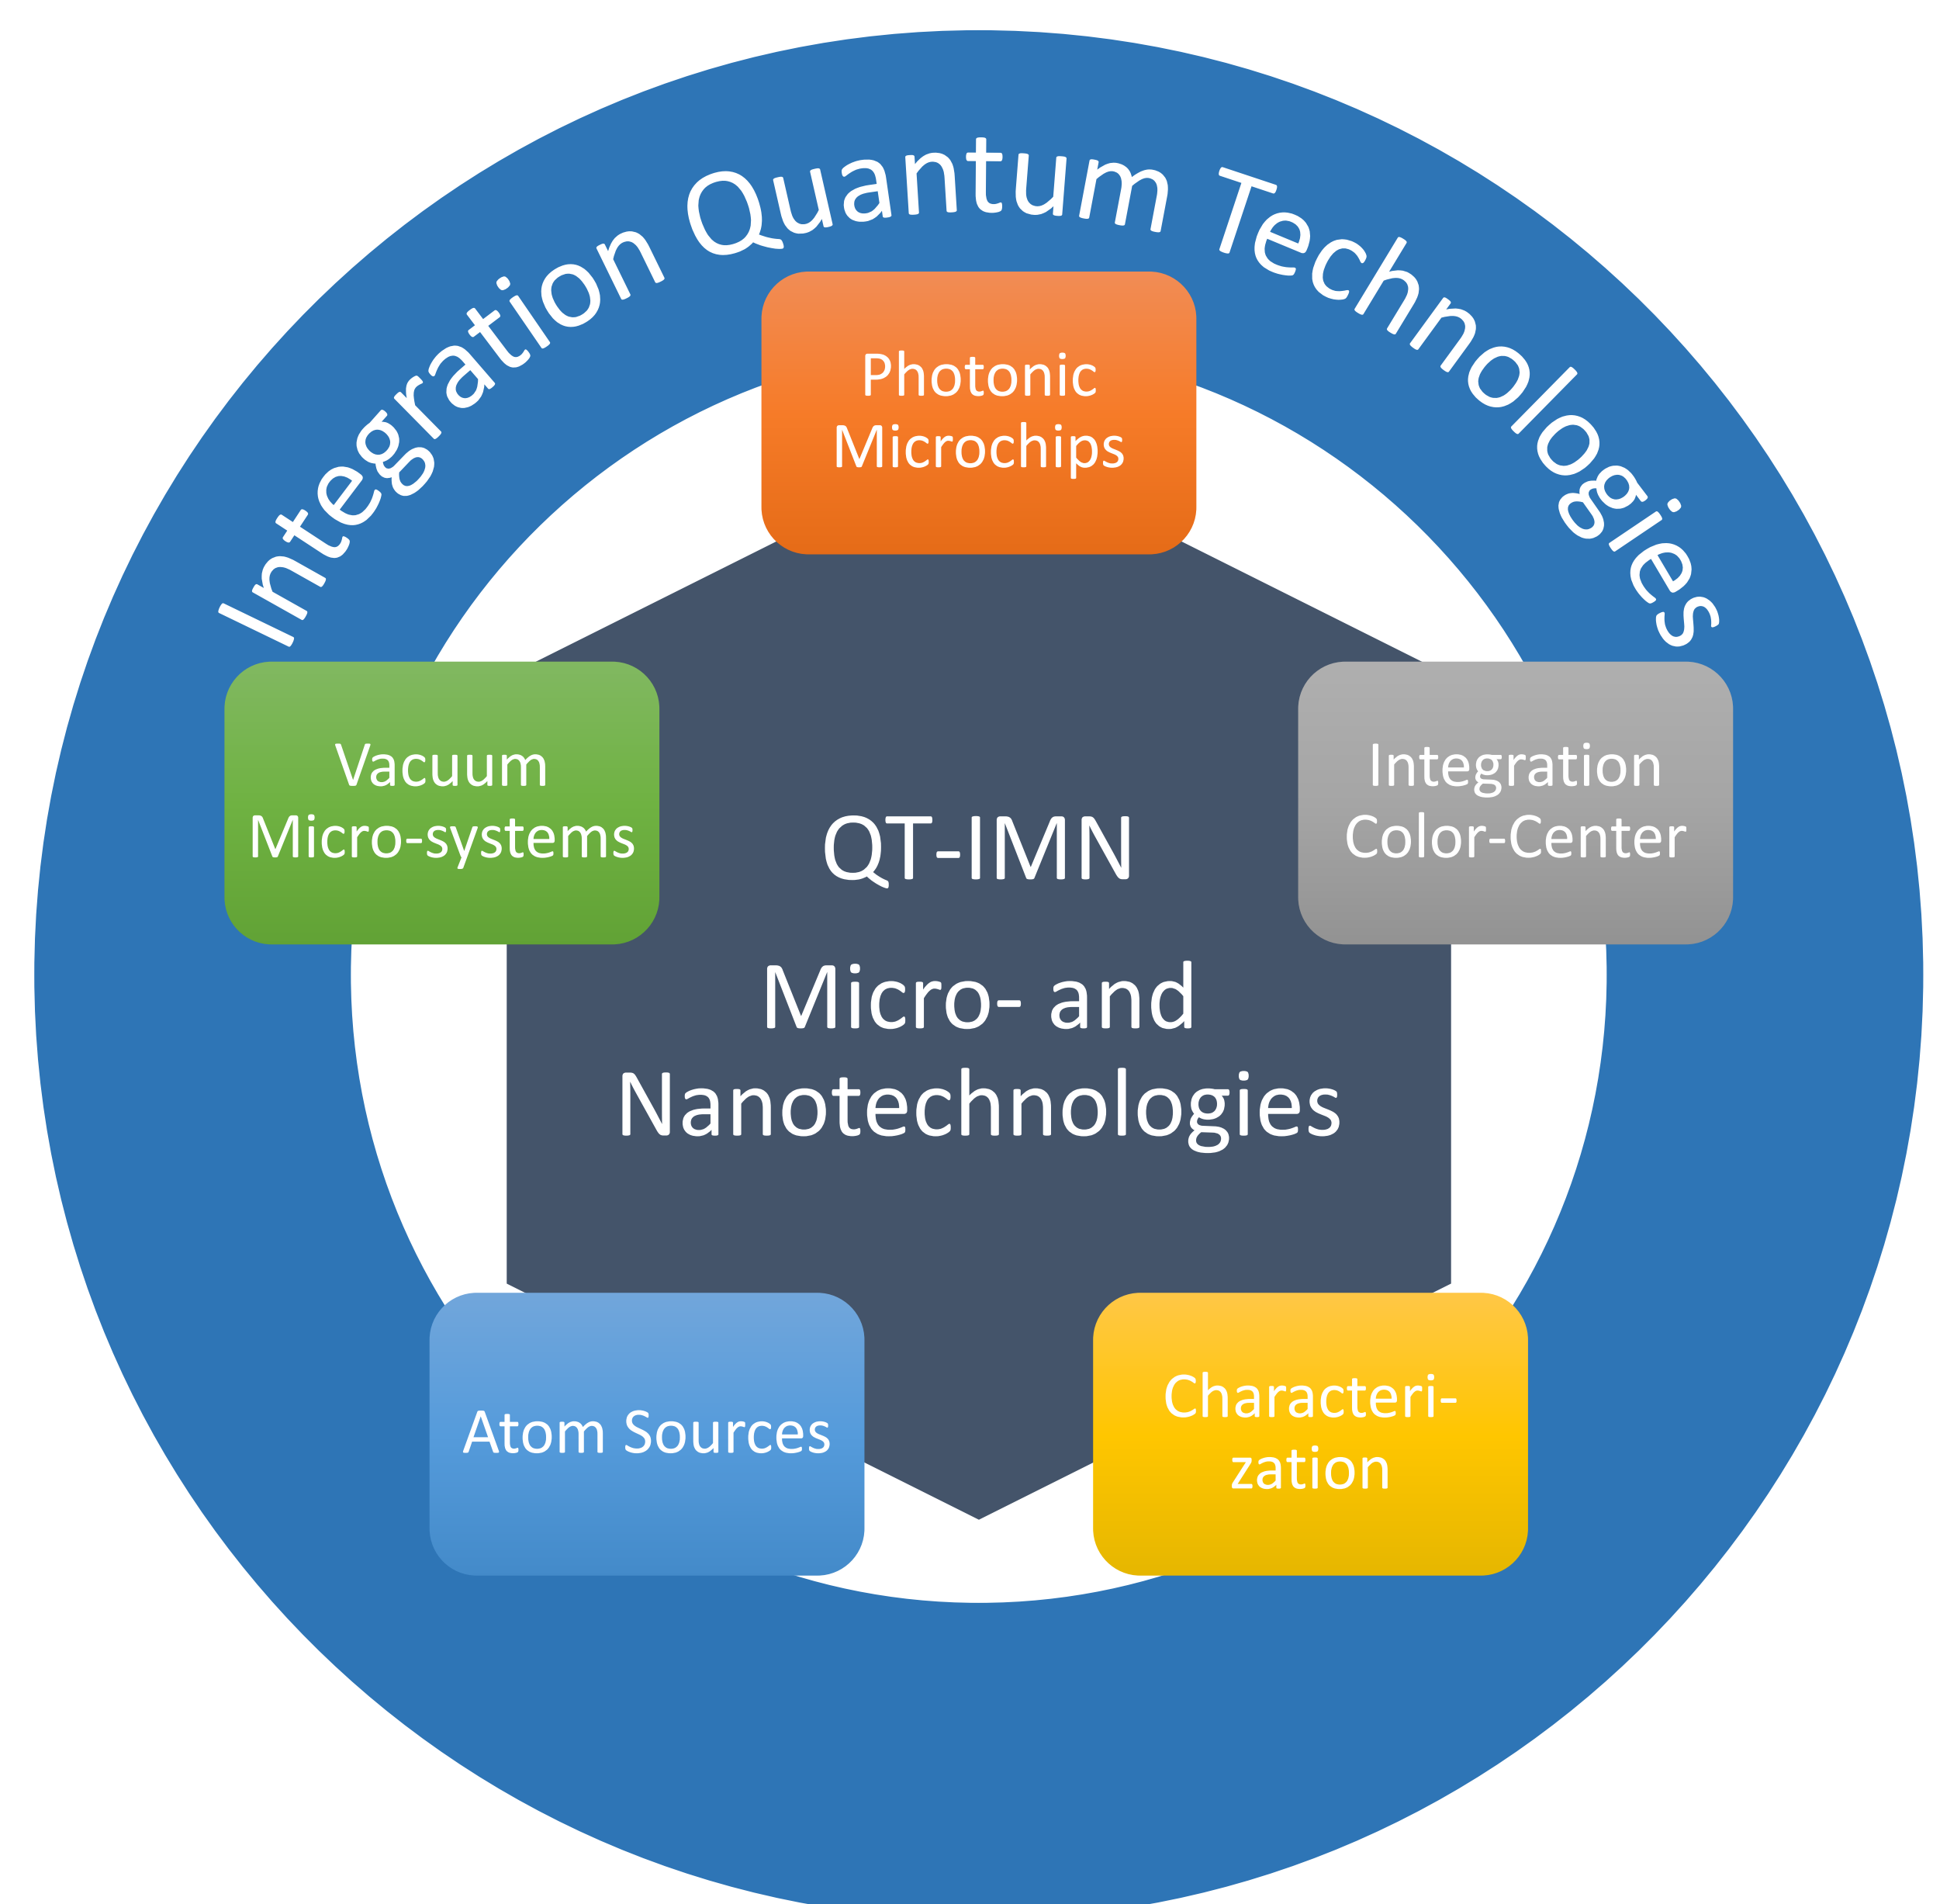 Integration Quantum Technologies
Photonic
Microchips
Vacuum
Micro-systems
Integration
Color-Center
QT-IMN
Micro- and
Nanotechnologies
Atom Sources
Characteri-
zation